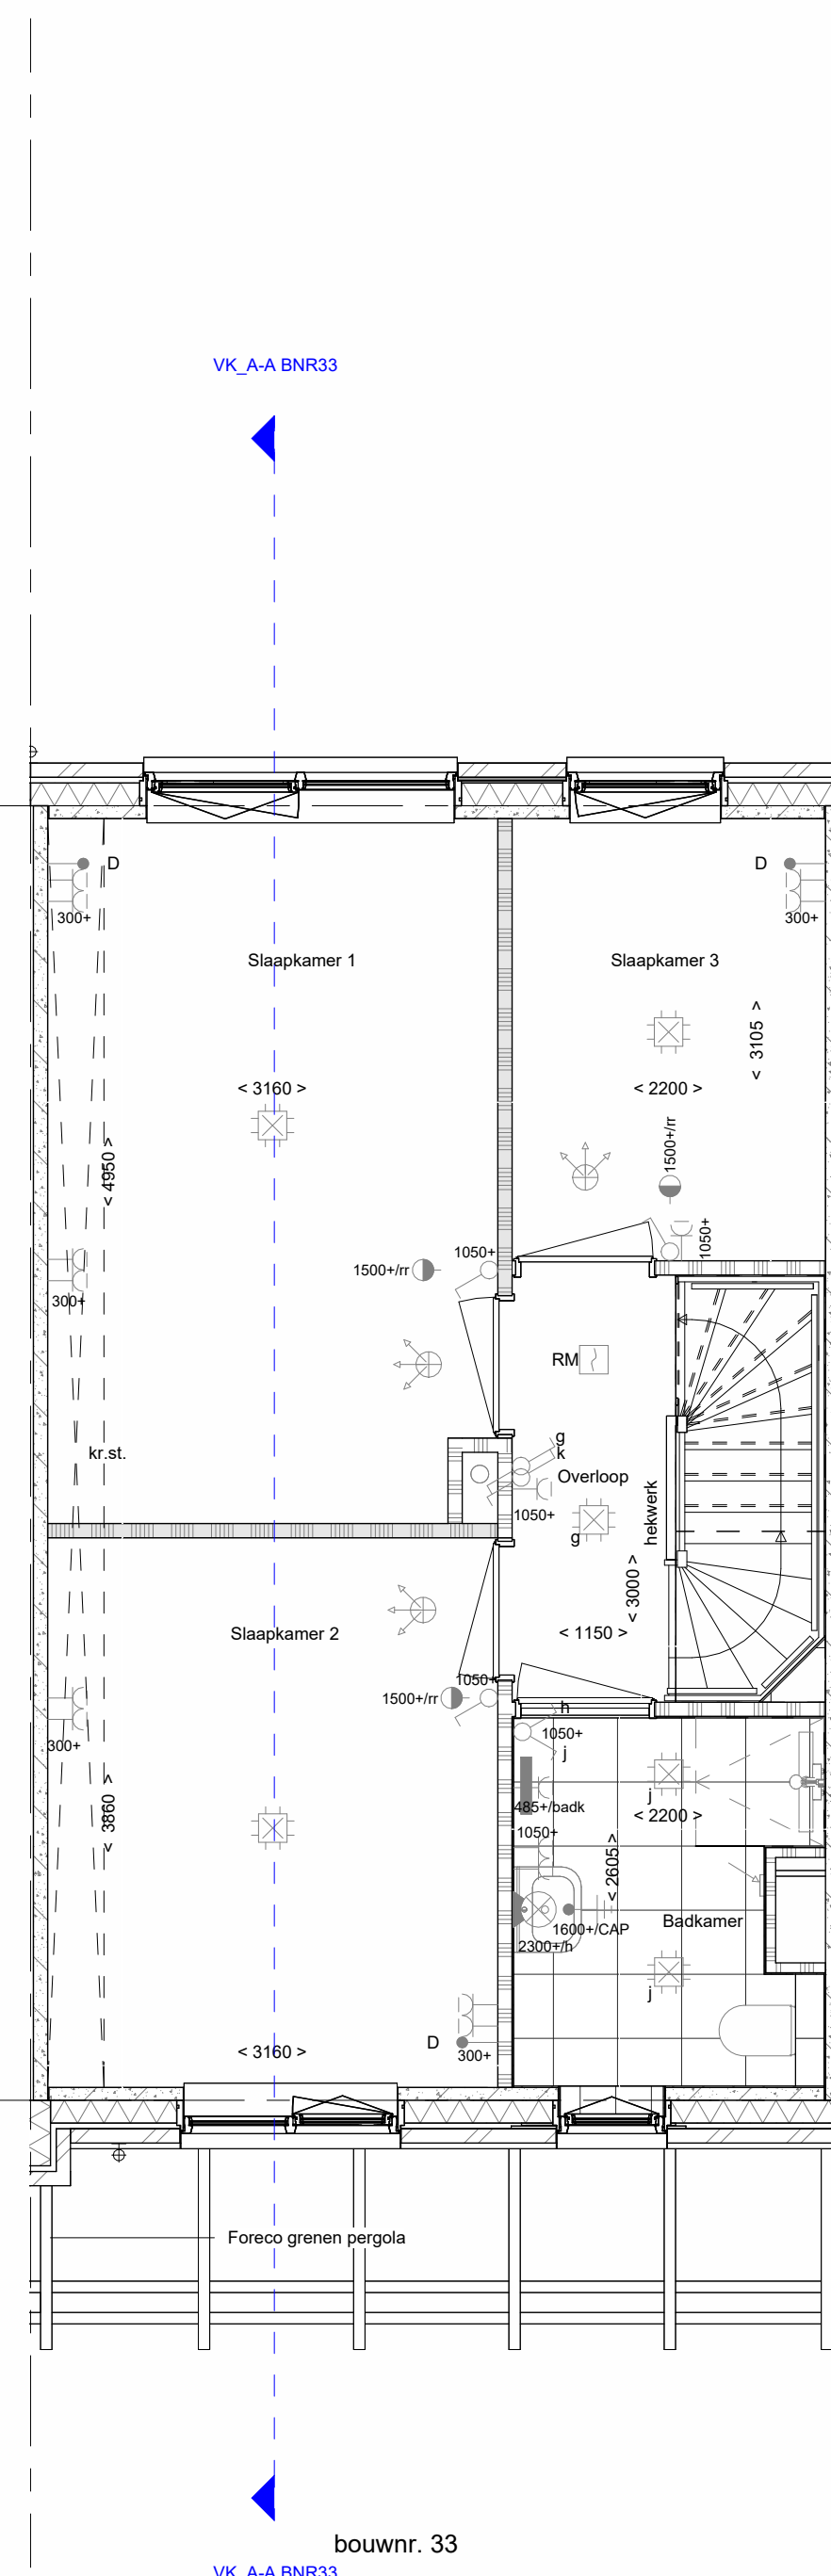 VK_A-A BNR33
D
D
300+
300+
Slaapkamer 1
Slaapkamer 3
< 3105 >
< 3160 >
< 2200 >
< 4950 >
1500+/rr
1050+
1050+
1500+/rr
300+
RM
g
k
kr.st.
Overloop
1050+
hekwerk
g
< 3000 >
Slaapkamer 2
< 1150 >
1050+
1500+/rr
h
1050+
300+
j
j
485+/badk
< 2200 >
< 3860 >
1050+
< 2605 >
Badkamer
1600+/CAP
2300+/h
j
D
< 3160 >
300+
Foreco grenen pergola
bouwnr. 33
VK_A-A BNR33